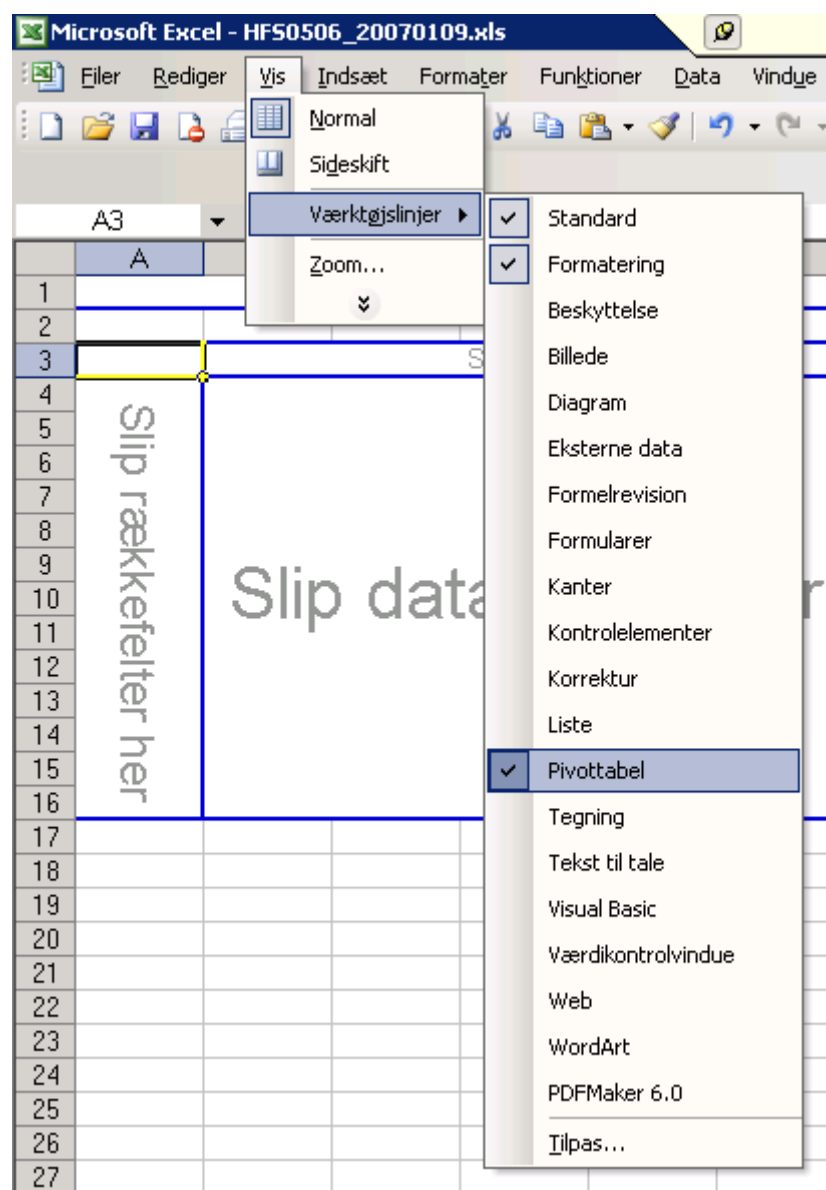 Microsoft Excel - HFS0506_20070109.xls
Filer Rediger Vis Indsæt Formater Funktioner Data Vindue
Normal
Sideskift
Værktøjslinjer
Zoom...
Standard
Formatering
Beskyttelse
Billede
Diagram
Eksterne data
Formelrevision
Formularer
Kanter
Kontrolelementer
Korrektur
Liste
Pivottabel
Tegning
Tekst til tale
Visual Basic
Værdikontrolvindue
Web
WordArt
PDFMaker 6.0
Tilpas...
A3
A
1
2
3
4
5
6
7
8
9
10
11
12
13
14
15
16
17
18
19
20
21
22
23
24
25
26
27
S
Slip rækkefelter her
Slip data
r